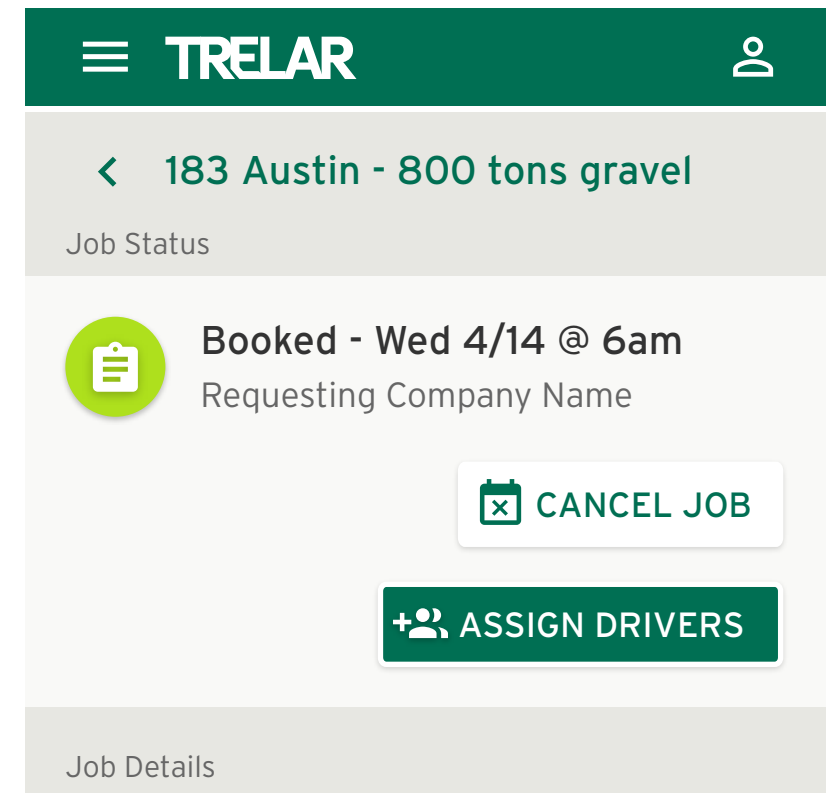 TRELAR
183 Austin - 800 tons gravel
Job Status
Booked - Wed 4/14 @ 6am
Requesting Company Name
CANCEL JOB
ASSIGN DRIVERS
Job Details